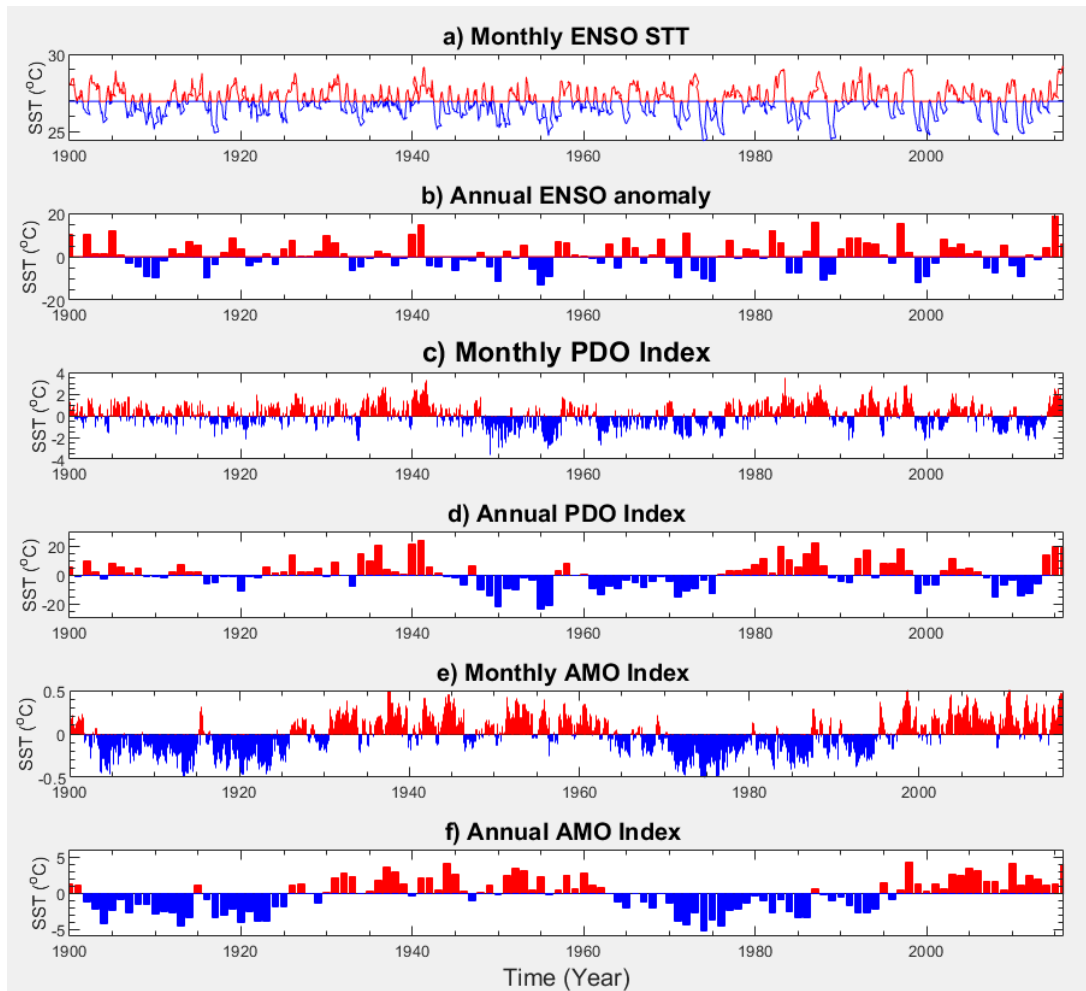 a) Monthly ENSO STT
SST (°C)
30
25
1900 1920 1940 1960 1980 2000
b) Annual ENSO anomaly
SST (°C)
20
0
-20
1900 1920 1940 1960 1980 2000
c) Monthly PDO Index
SST (°C)
4
2
0
-2
-4
1900 1920 1940 1960 1980 2000
d) Annual PDO Index
SST (°C)
20
0
-20
1900 1920 1940 1960 1980 2000
e) Monthly AMO Index
SST (°C)
0.5
0
-0.5
1900 1920 1940 1960 1980 2000
f) Annual AMO Index
SST (°C)
5
0
-5
1900 1920 1940 1960 1980 2000
Time (Year)